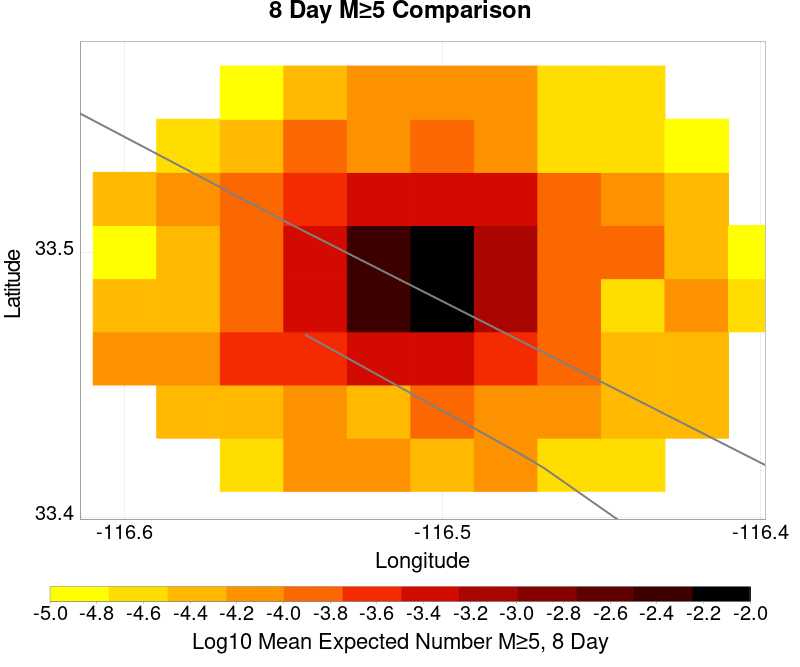 8 Day M≥5 Comparison
Latitude
33.5
33.4
-116.6 -116.5 -116.4
Longitude
-5.0 -4.8 -4.6 -4.4 -4.2 -4.0 -3.8 -3.6 -3.4 -3.2 -3.0 -2.8 -2.6 -2.4 -2.2 -2.0
Log10 Mean Expected Number M≥5, 8 Day